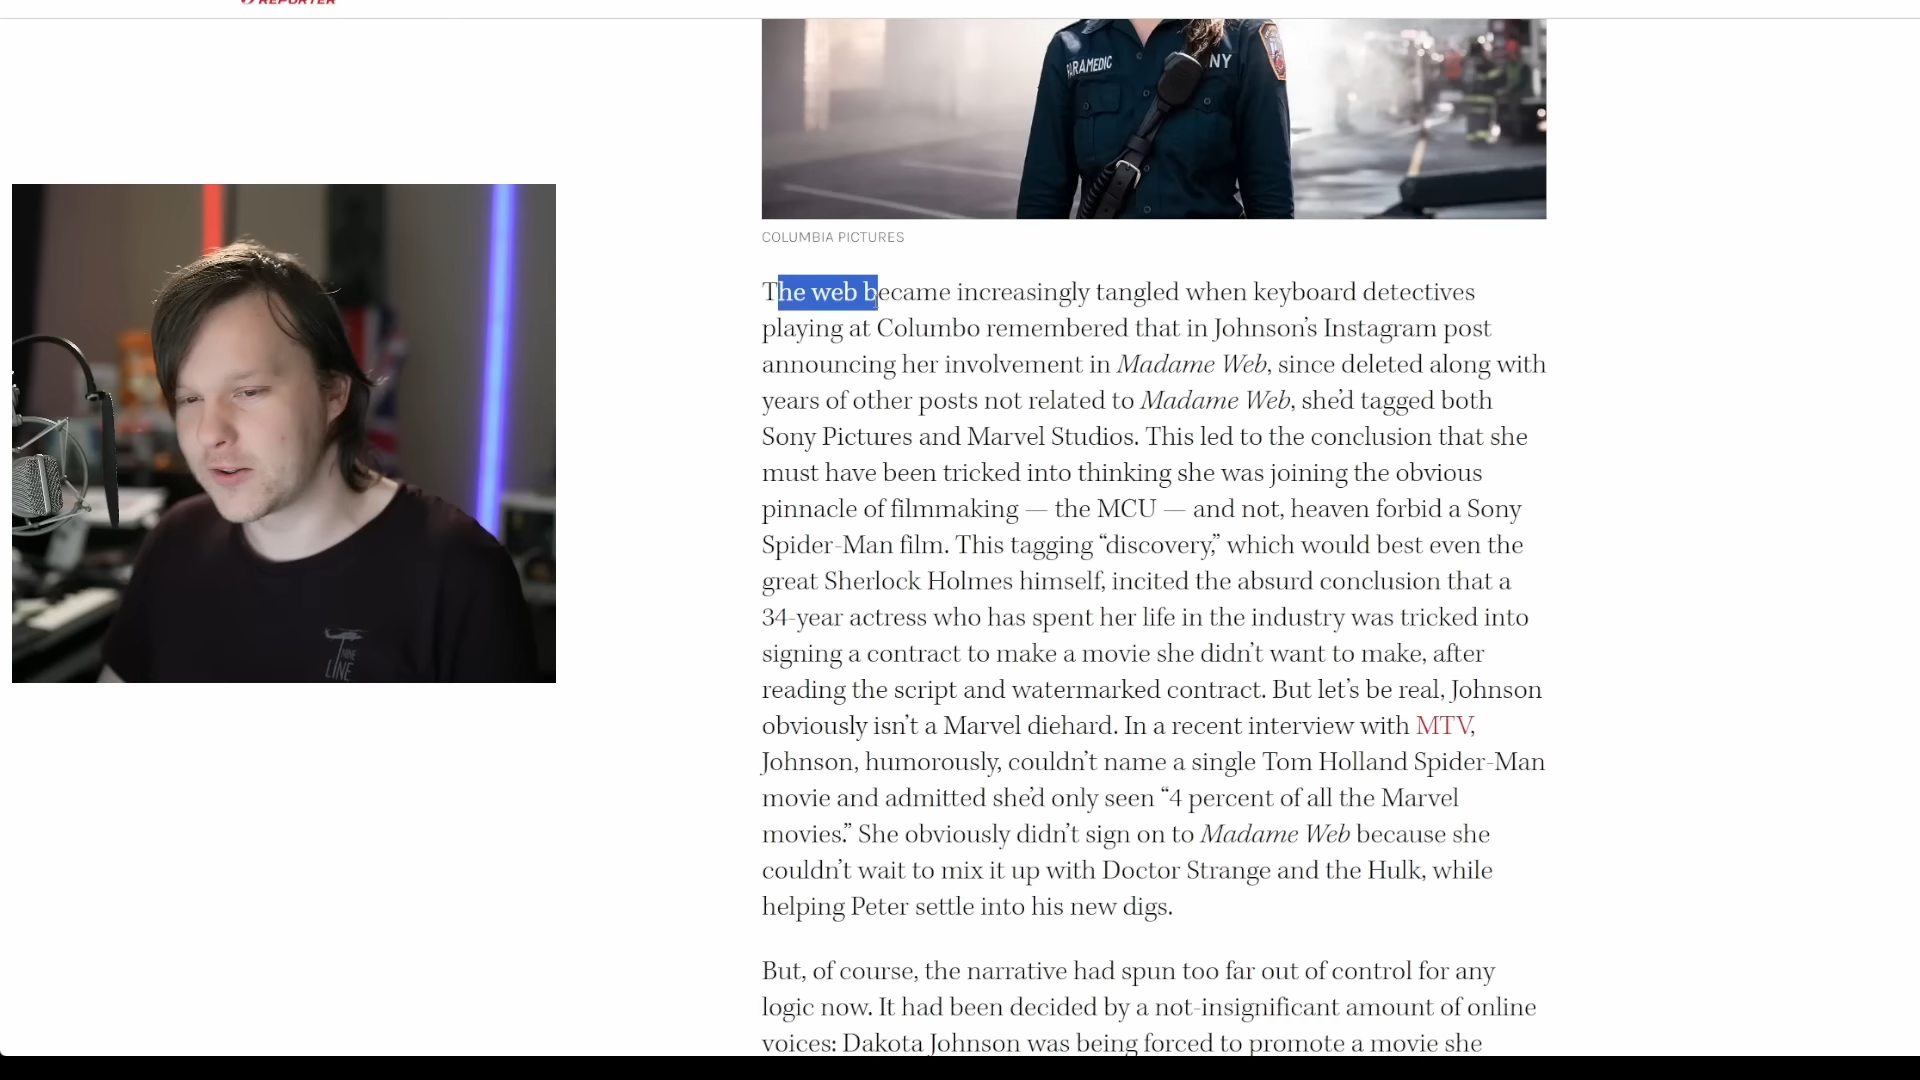 REPORTER
PARAMEDIC
NY
COLUMBIA PICTURES
The web became increasingly tangled when keyboard detectives
playing at Columbo remembered that in Johnson’s Instagram post
announcing her involvement in Madame Web, since deleted along with
years of other posts not related to Madame Web, she’d tagged both
Sony Pictures and Marvel Studios. This led to the conclusion that she
must have been tricked into thinking she was joining the obvious
pinnacle of filmmaking — the MCU — and not, heaven forbid a Sony
Spider-Man film. This tagging “discovery,” which would best even the
great Sherlock Holmes himself, incited the absurd conclusion that a
34-year actress who has spent her life in the industry was tricked into
signing a contract to make a movie she didn’t want to make, after
reading the script and watermarked contract. But let’s be real, Johnson
obviously isn’t a Marvel diehard. In a recent interview with MTV,
Johnson, humorously, couldn’t name a single Tom Holland Spider-Man
movie and admitted she’d only seen “4 percent of all the Marvel
movies.” She obviously didn’t sign on to Madame Web because she
couldn’t wait to mix it up with Doctor Strange and the Hulk, while
helping Peter settle into his new digs.
But, of course, the narrative had spun too far out of control for any
logic now. It had been decided by a not-insignificant amount of online
voices: Dakota Johnson was being forced to promote a movie she
NINE
LINE